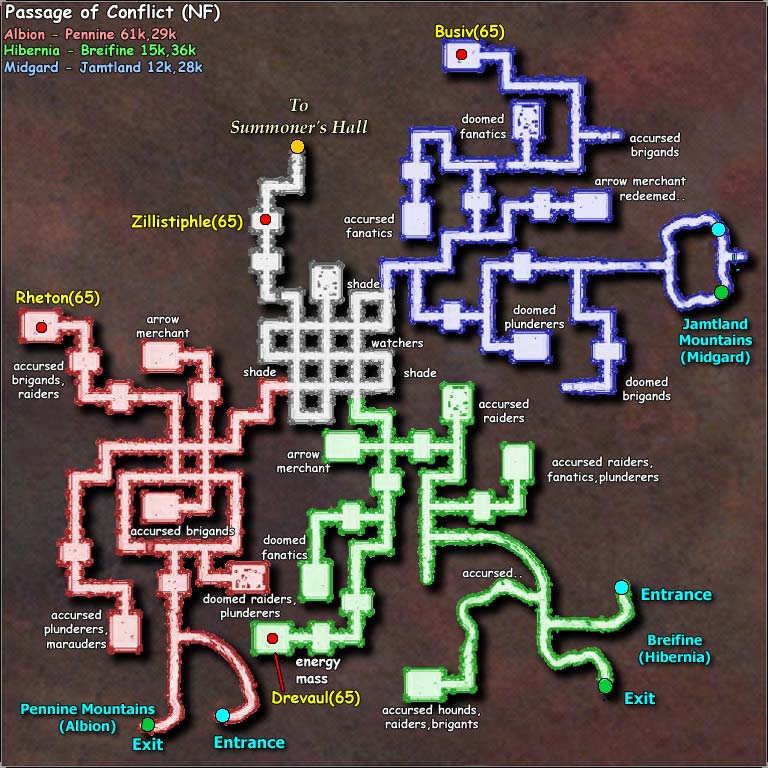 Passage of Conflict (NF)
Albion - Pennine 61k,29k
Hibernia - Breifine 15k,36k
Midgard - Jamtland 12k,28k
Busiv(65)
To
Summoner's Hall
doomed
fanatics
accursed
brigands
arrow merchant
redeemed..
accursed
fanatics
Zillistiphle(65)
shade
Rheton(65)
arrow
merchant
doomed
plunderers
Jamtland
Mountains
(Midgard)
watchers
accursed
brigands,
raiders
shade
shade
doomed
brigands
accursed
raiders
arrow
merchant
accursed raiders,
fanatics,plunderers
accursed brigands
doomed
fanatics
accursed..
doomed raiders,
plunderers
Entrance
accursed
plunderers,
marauders
Breifine
(Hibernia)
energy
mass
Drevaul(65)
Exit
Pennine Mountains
(Albion)
accursed hounds,
raiders,brigants
Exit
Entrance